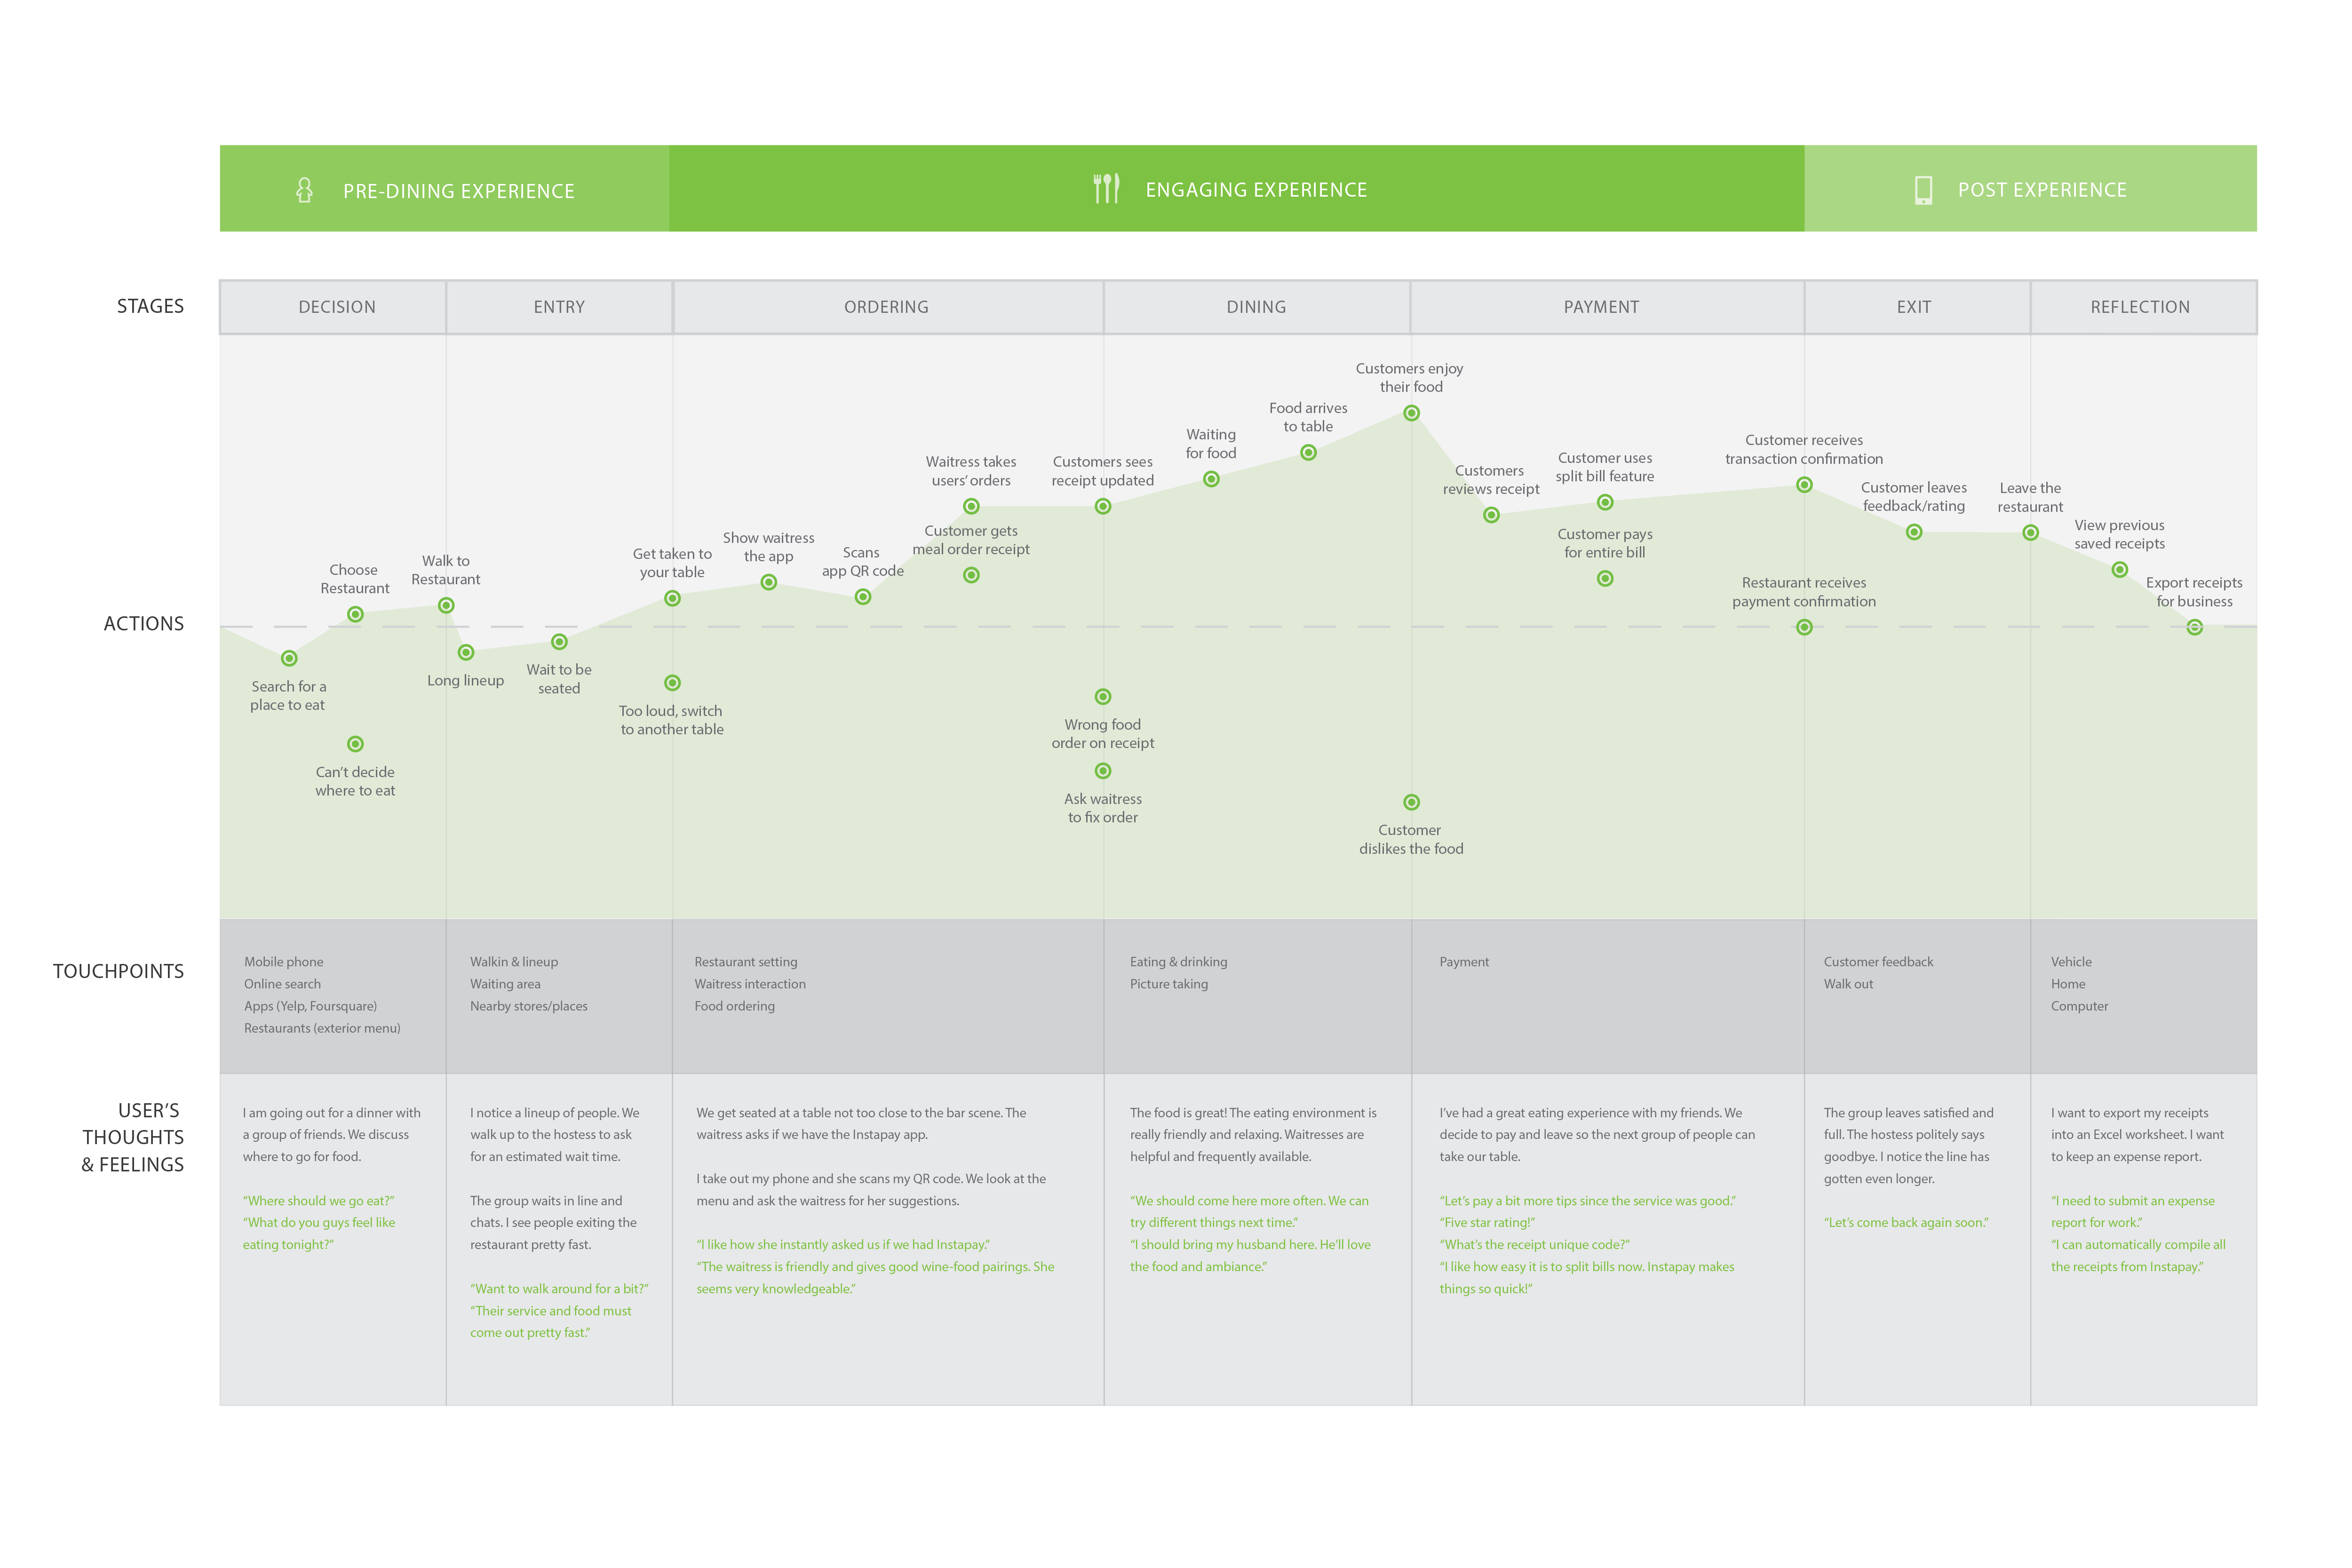 PRE-DINING EXPERIENCE
ENGAGING EXPERIENCE
POST EXPERIENCE
STAGES
DECISION
ENTRY
ORDERING
DINING
PAYMENT
EXIT
REFLECTION
ACTIONS
Search for a
place to eat
Choose
Restaurant
Can't decide
where to eat
Walk to
Restaurant
Long lineup
Wait to be
seated
Get taken to
your table
Too loud, switch
to another table
Show waitress
the app
Scans
app QR code
Waitress takes
users' orders
Customer gets
meal order receipt
Customers sees
receipt updated
Wrong food
order on receipt
Ask waitress
to fix order
Waiting
for food
Food arrives
to table
Customers enjoy
their food
Customer
dislikes the food
Customers
reviews receipt
Customer uses
split bill feature
Customer pays
for entire bill
Customer receives
transaction confirmation
Restaurant receives
payment confirmation
Customer leaves
feedback/rating
Leave the
restaurant
View previous
saved receipts
Export receipts
for business
TOUCHPOINTS
Mobile phone
Online search
Apps (Yelp, Foursquare)
Restaurants (exterior menu)
Walkin & lineup
Waiting area
Nearby stores/places
Restaurant setting
Waitress interaction
Food ordering
Eating & drinking
Picture taking
Payment
Customer feedback
Walk out
Vehicle
Home
Computer
USER'S
THOUGHTS
& FEELINGS
I am going out for a dinner with
a group of friends. We discuss
where to go for food.
“Where should we go eat?”
“What do you guys feel like
eating tonight?”
I notice a lineup of people. We
walk up to the hostess to ask
for an estimated wait time.
The group waits in line and
chats. I see people exiting the
restaurant pretty fast.
“Want to walk around for a bit?”
“Their service and food must
come out pretty fast.”
We get seated at a table not too close to the bar scene. The
waitress asks if we have the Instapay app.
I take out my phone and she scans my QR code. We look at the
menu and ask the waitress for her suggestions.
“I like how she instantly asked us if we had Instapay.”
“The waitress is friendly and gives good wine-food pairings. She
seems very knowledgeable.”
The food is great! The eating environment is
really friendly and relaxing. Waitresses are
helpful and frequently available.
“We should come here more often. We can
try different things next time.”
“I should bring my husband here. He'll love
the food and ambiance.”
I've had a great eating experience with my friends. We
decide to pay and leave so the next group of people can
take our table.
“Let's pay a bit more tips since the service was good.”
“Five star rating!”
“What's the receipt unique code?”
“I like how easy it is to split bills now. Instapay makes
things so quick!”
The group leaves satisfied and
full. The hostess politely says
goodbye. I notice the line has
gotten even longer.
“Let's come back again soon.”
I want to export my receipts
into an Excel worksheet. I want
to keep an expense report.
“I need to submit an expense
report for work.”
“I can automatically compile all
the receipts from Instapay.”